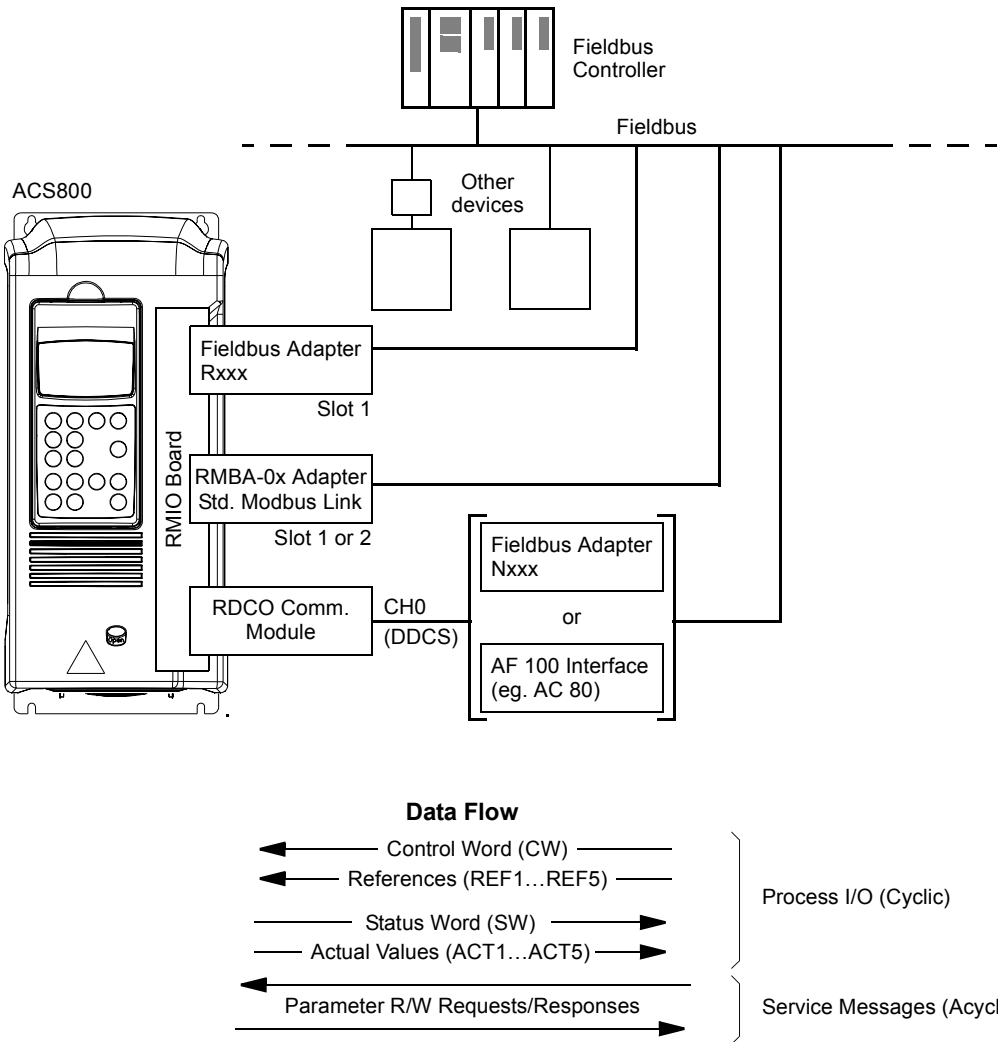 Fieldbus
Controller
Fieldbus
Other
devices
ACS800
Fieldbus Adapter
Rxxx
Slot 1
RMIO Board
RMBA-0x Adapter
Std. Modbus Link
Slot 1 or 2
Fieldbus Adapter
Nxxx
RDCO Comm.
Module
CH0
(DDCS)
or
AF 100 Interface
(eg. AC 80)
Open
Data Flow
Control Word (CW)
References (REF1…REF5)
Process I/O (Cyclic)
Status Word (SW)
Actual Values (ACT1…ACT5)
Parameter R/W Requests/Responses
Service Messages (Acycl